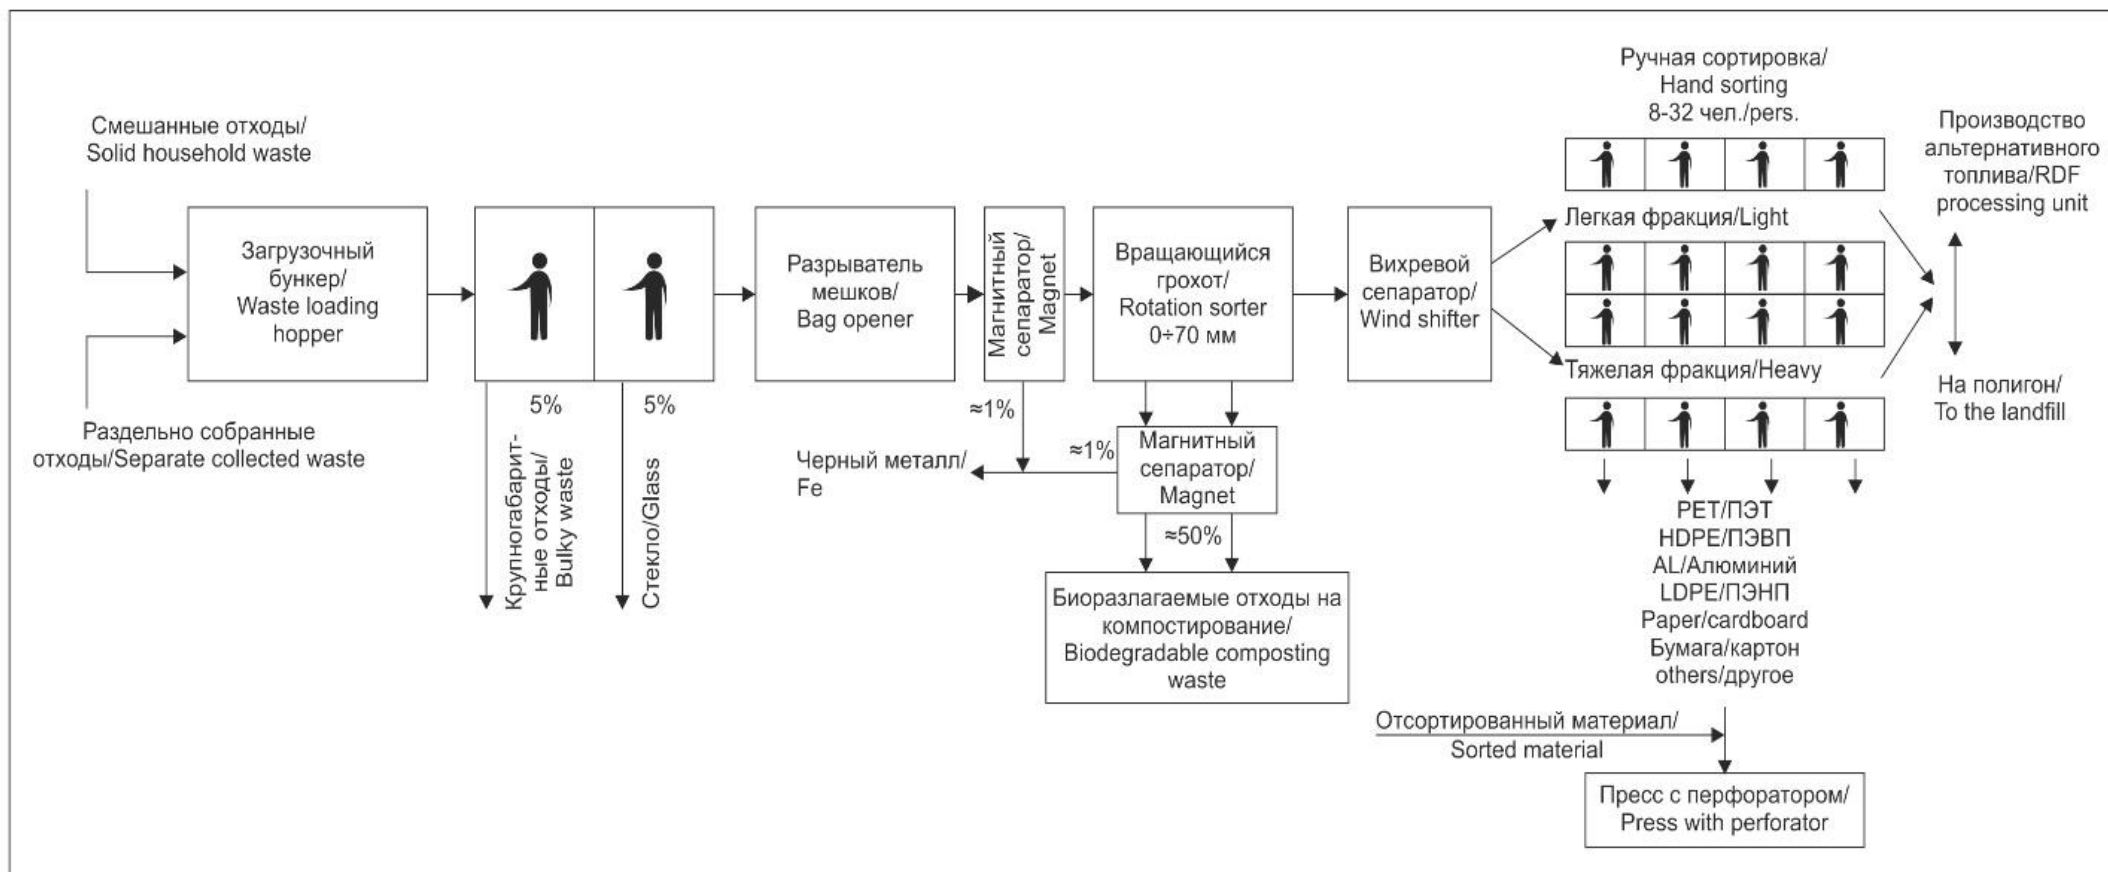 Смешанные отходы/
Solid household waste
Раздельно собранные
отходы/Separate collected waste
Загрузочный
бункер/
Waste loading
hopper
5%
Крупногабарит-
ные отходы/
Bulky waste
5%
Стекло/Glass
Разрыватель
мешков/
Bag opener
Магнитный
сепаратор/
Magnet
≈1%
Черный металл/
Fe
Вращающийся
грохот/
Rotation sorter
0÷70 мм
≈1%
Магнитный
сепаратор/
Magnet
≈50%
Биоразлагаемые отходы на
компостирование/
Biodegradable composting
waste
Вихревой
сепаратор/
Wind shifter
Ручная сортировка/
Hand sorting
8-32 чел./pers.
Легкая фракция/Light
Тяжелая фракция/Heavy
Производство
альтернативного
топлива/RDF
processing unit
На полигон/
To the landfill
PET/ПЭТ
HDPE/ПЭВП
AL/Алюминий
LDPE/ПЭНП
Paper/cardboard
Бумага/картон
others/другое
Отсортированный материал/
Sorted material
Пресс с перфоратором/
Press with perforator